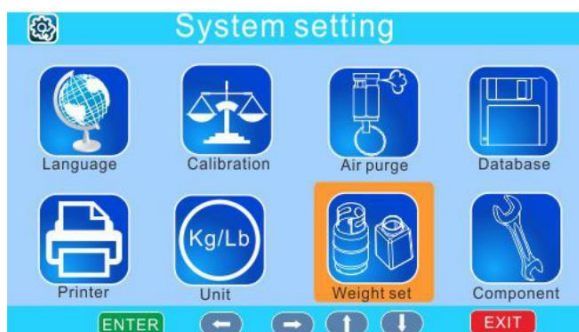 System setting
Language Calibration Air purge Database
Kg/Lb
Printer Unit Weight set Component
ENTER EXIT